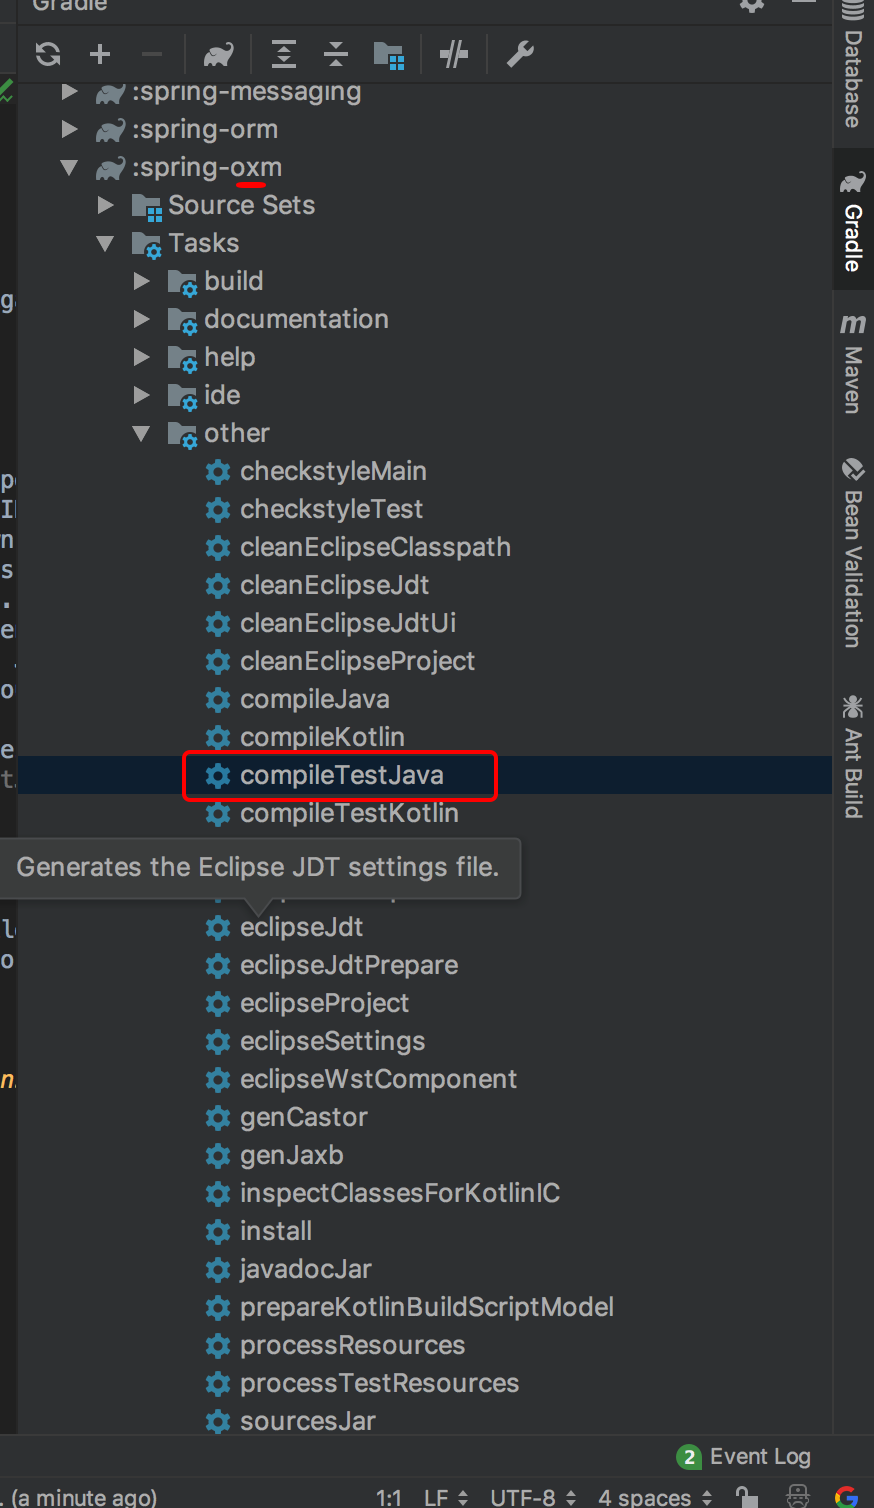 Gradle
:spring-messaging
:spring-orm
:spring-oxm
Source Sets
Tasks
build
documentation
help
ide
other
checkstyleMain
checkstyleTest
cleanEclipseClasspath
cleanEclipseJdt
cleanEclipseJdtUi
cleanEclipseProject
compileJava
compileKotlin
compileTestJava
compileTestKotlin
Generates the Eclipse JDT settings file.
eclipseJdt
eclipseJdtPrepare
eclipseProject
eclipseSettings
eclipseWstComponent
genCastor
genJaxb
inspectClassesForKotlinIC
install
javadocJar
prepareKotlinBuildScriptModel
processResources
processTestResources
sourcesJar
Database
Gradle
Maven
Bean Validation
Ant Build
2 Event Log
. (a minute ago) 1:1 LF UTF-8 4 spaces